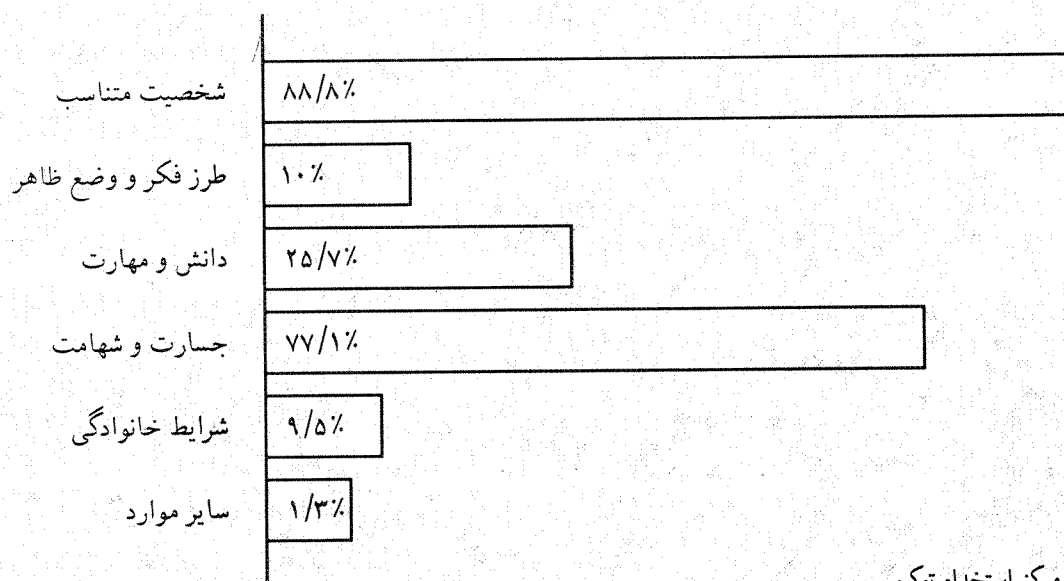 شخصیت متناسب ۸۸/۸٪
طرز فکر و وضع ظاهر ۱۰٪
دانش و مهارت ۲۵/۷٪
جسارت و شهامت ۷۷/۱٪
شرایط خانوادگی ۹/۵٪
سایر موارد ۱/۳٪